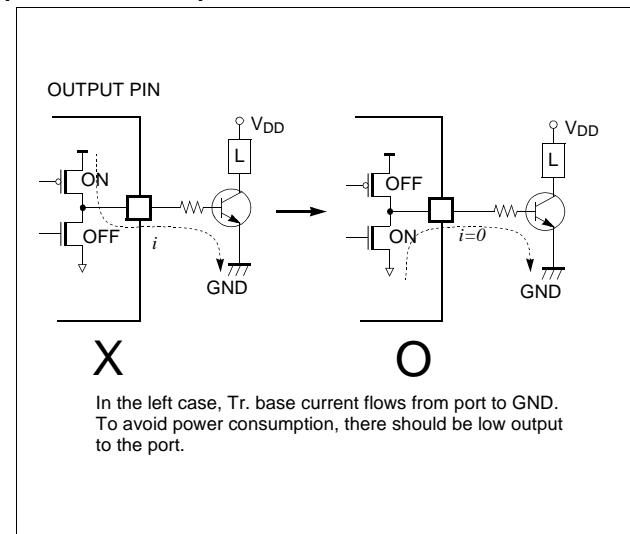 OUTPUT PIN
VDD
L
ON
OFF
i
GND
X
VDD
L
OFF
ON
i=0
GND
O
In the left case, Tr. base current flows from port to GND.
To avoid power consumption, there should be low output
to the port.